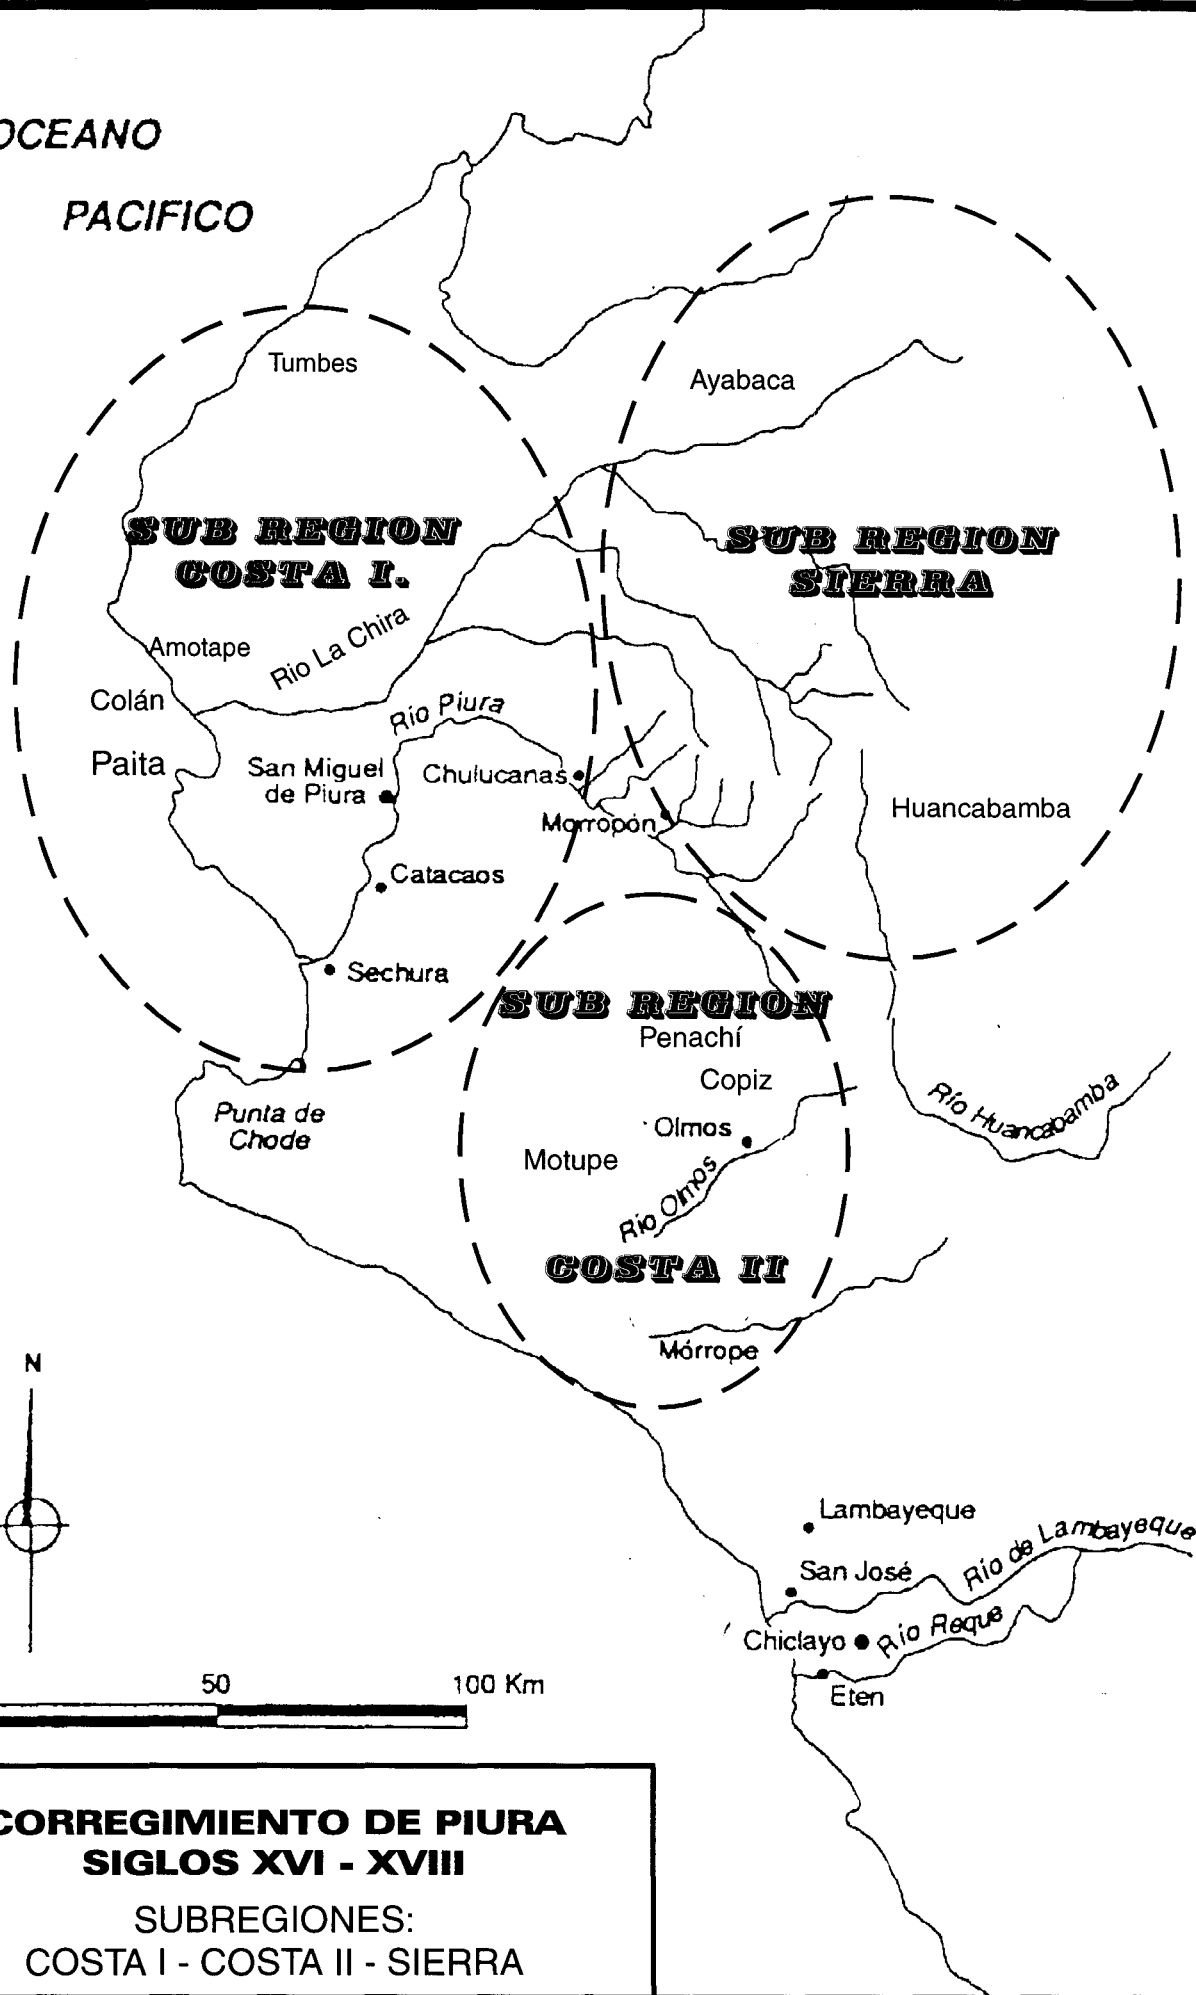 OCEANO
PACIFICO
Tumbes
Ayabaca
SUB REGION
COSTA I.
SUB REGION
SIERRA
Amotape
Rio La Chira
Colán
Río Piura
Paita
San Miguel
de Piura
Chulucanas
Morropón
Huancabamba
Catacaos
Sechura
SUB REGION
Penachí
Copiz
Punta de
Chode
Olmos
Motupe
Río Olmos
Río Huancabamba
COSTA II
Mórrope
N
Lambayeque
Río de Lambayeque
San José
Chiclayo
Río Reque
Eten
50
100 Km
CORREGIMIENTO DE PIURA
SIGLOS XVI - XVIII
SUBREGIONES:
COSTA I - COSTA II - SIERRA